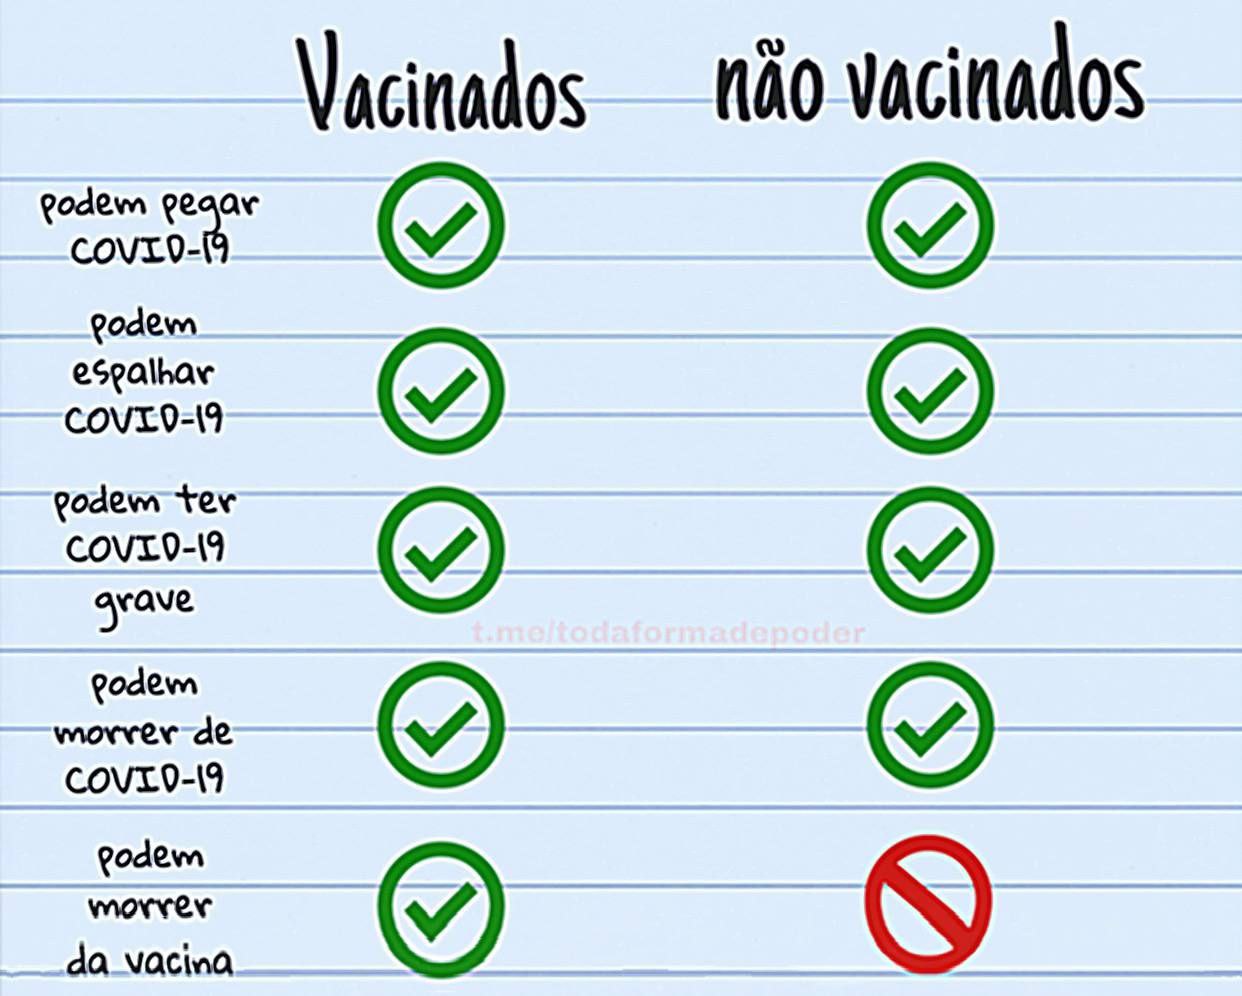 Vacinados não vacinados
podem pegar
COVID-19
podem
espalhar
COVID-19
podem ter
COVID-19
grave
t.me/todaformadepoder
podem
morrer de
COVID-19
podem
morrer
da vacina